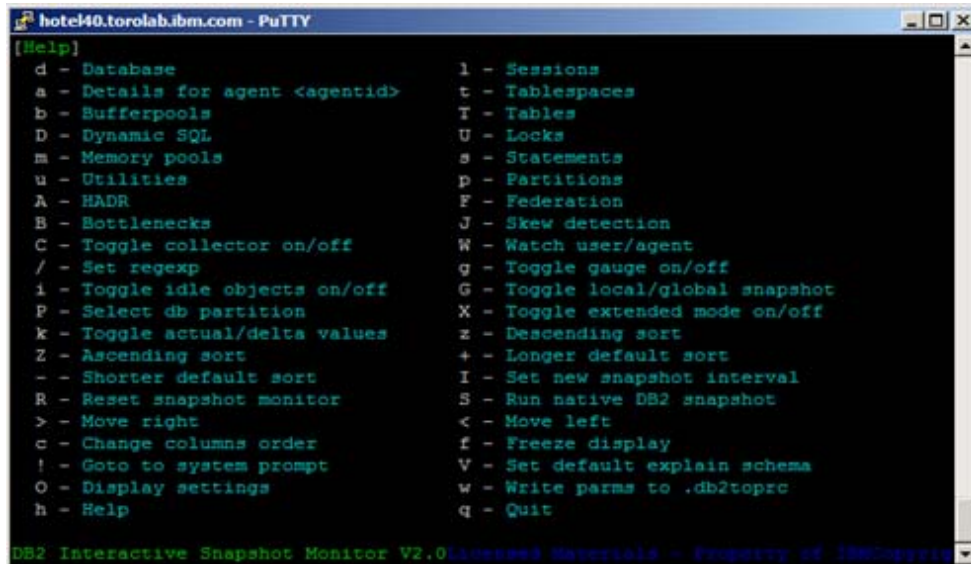 hotel40.torolab.ibm.com - PuTTY
[Help]
d - Database l - Sessions
a - Details for agent <agentid> t - Tablespaces
b - Bufferpools T - Tables
D - Dynamic SQL U - Locks
m - Memory pools s - Statements
u - Utilities p - Partitions
A - HADR F - Federation
B - Bottlenecks J - Skew detection
C - Toggle collector on/off W - Watch user/agent
/ - Set regexp g - Toggle gauge on/off
i - Toggle idle objects on/off G - Toggle local/global snapshot
P - Select db partition X - Toggle extended mode on/off
k - Toggle actual/delta values z - Descending sort
Z - Ascending sort + - Longer default sort
- - Shorter default sort I - Set new snapshot interval
R - Reset snapshot monitor S - Run native DB2 snapshot
> - Move right < - Move left
c - Change columns order f - Freeze display
! - Goto to system prompt V - Set default explain schema
O - Display settings w - Write parms to .db2toprc
h - Help q - Quit
DB2 Interactive Snapshot Monitor V2.0Licensed Materials - Property of IBMCopyrig